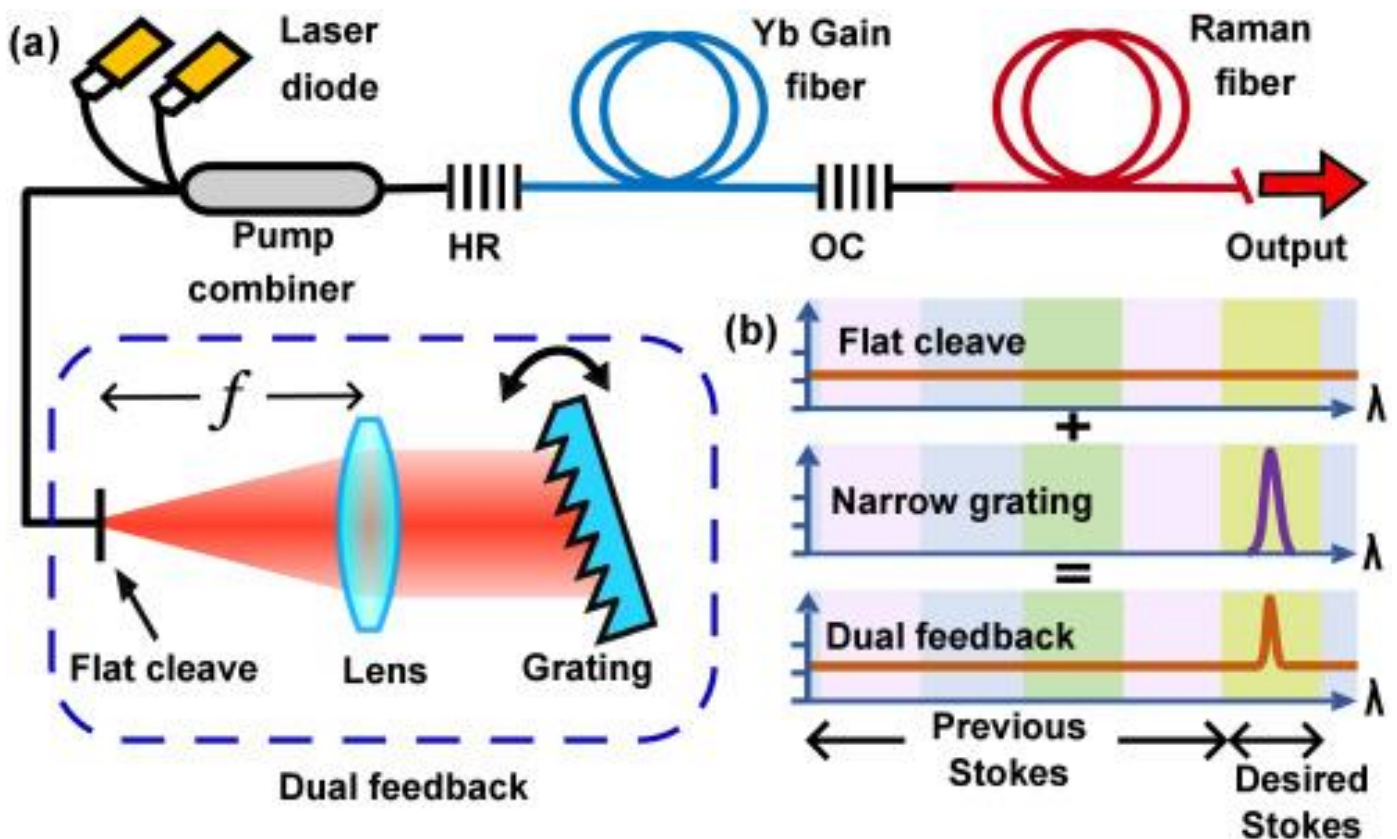 (a)
Laser
diode
Yb Gain
fiber
Raman
fiber
Pump
combiner
HR
OC
Output
f
Flat cleave
Lens
Grating
Dual feedback
(b)
Flat cleave
λ
+
Narrow grating
λ
=
Dual feedback
λ
Previous
Stokes
Desired
Stokes